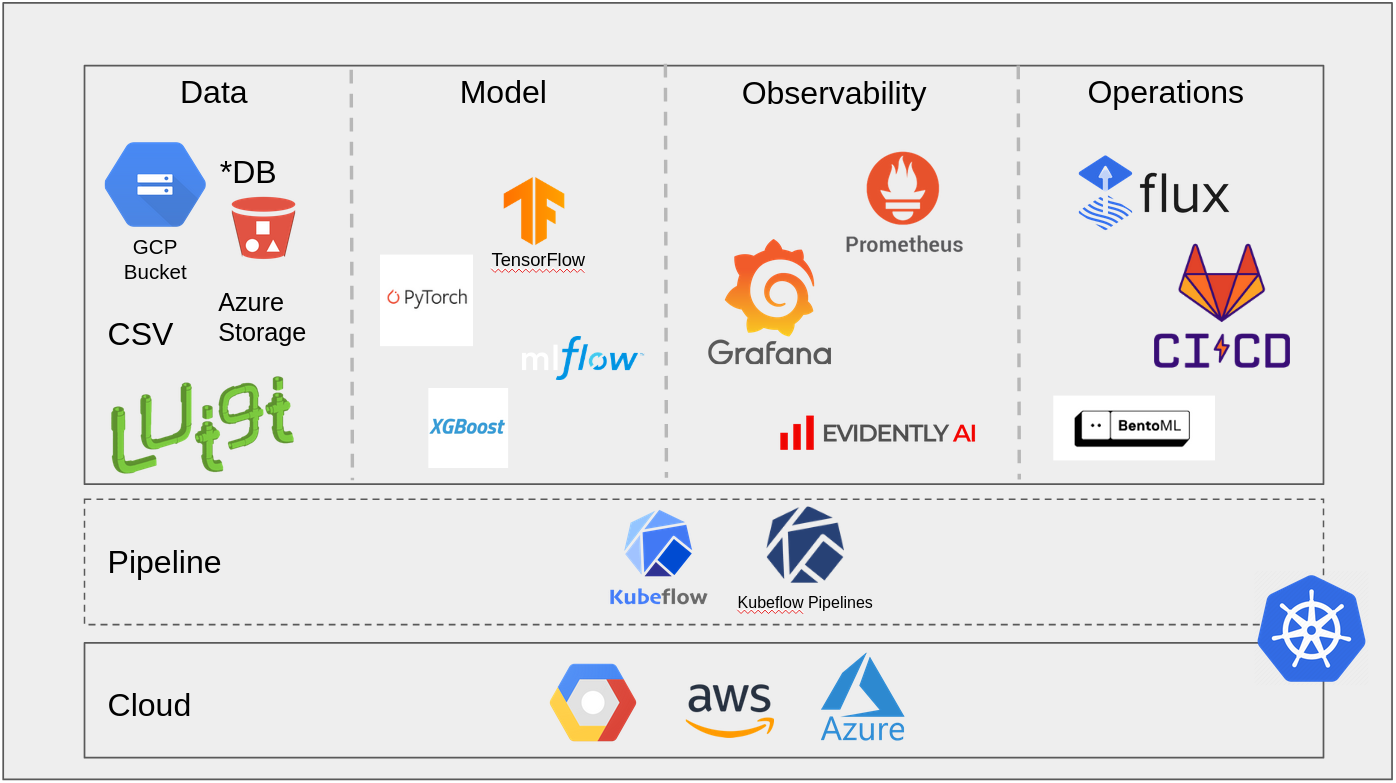 Data
Model
Observability
Operations
*DB
GCP
Bucket
Azure
Storage
CSV
Luigi
TensorFlow
PyTorch
mlflow
XGBoost
Prometheus
Grafana
EVIDENTLY AI
flux
CI CD
BentoML
Pipeline
Kubeflow
Kubeflow Pipelines
Cloud
aws
Azure